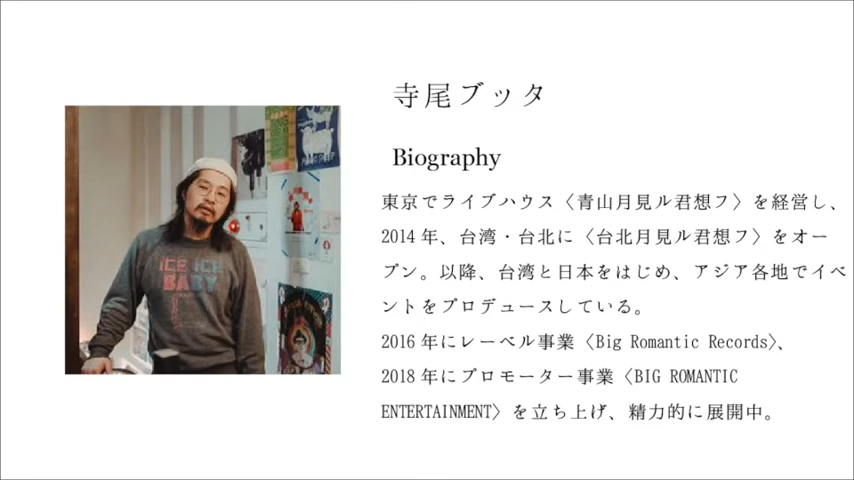 寺尾ブッタ
Biography
東京でライブハウス〈青山月見ル君想フ〉を経営し、
2014年、台湾・台北に〈台北月見ル君想フ〉をオー
プン。以降、台湾と日本をはじめ、アジア各地でイベ
ントをプロデュースしている。
2016年にレーベル事業〈Big Romantic Records〉、
2018年にプロモーター事業〈BIG ROMANTIC
ENTERTAINMENT〉を立ち上げ、精力的に展開中。
ICE ICE
BABY